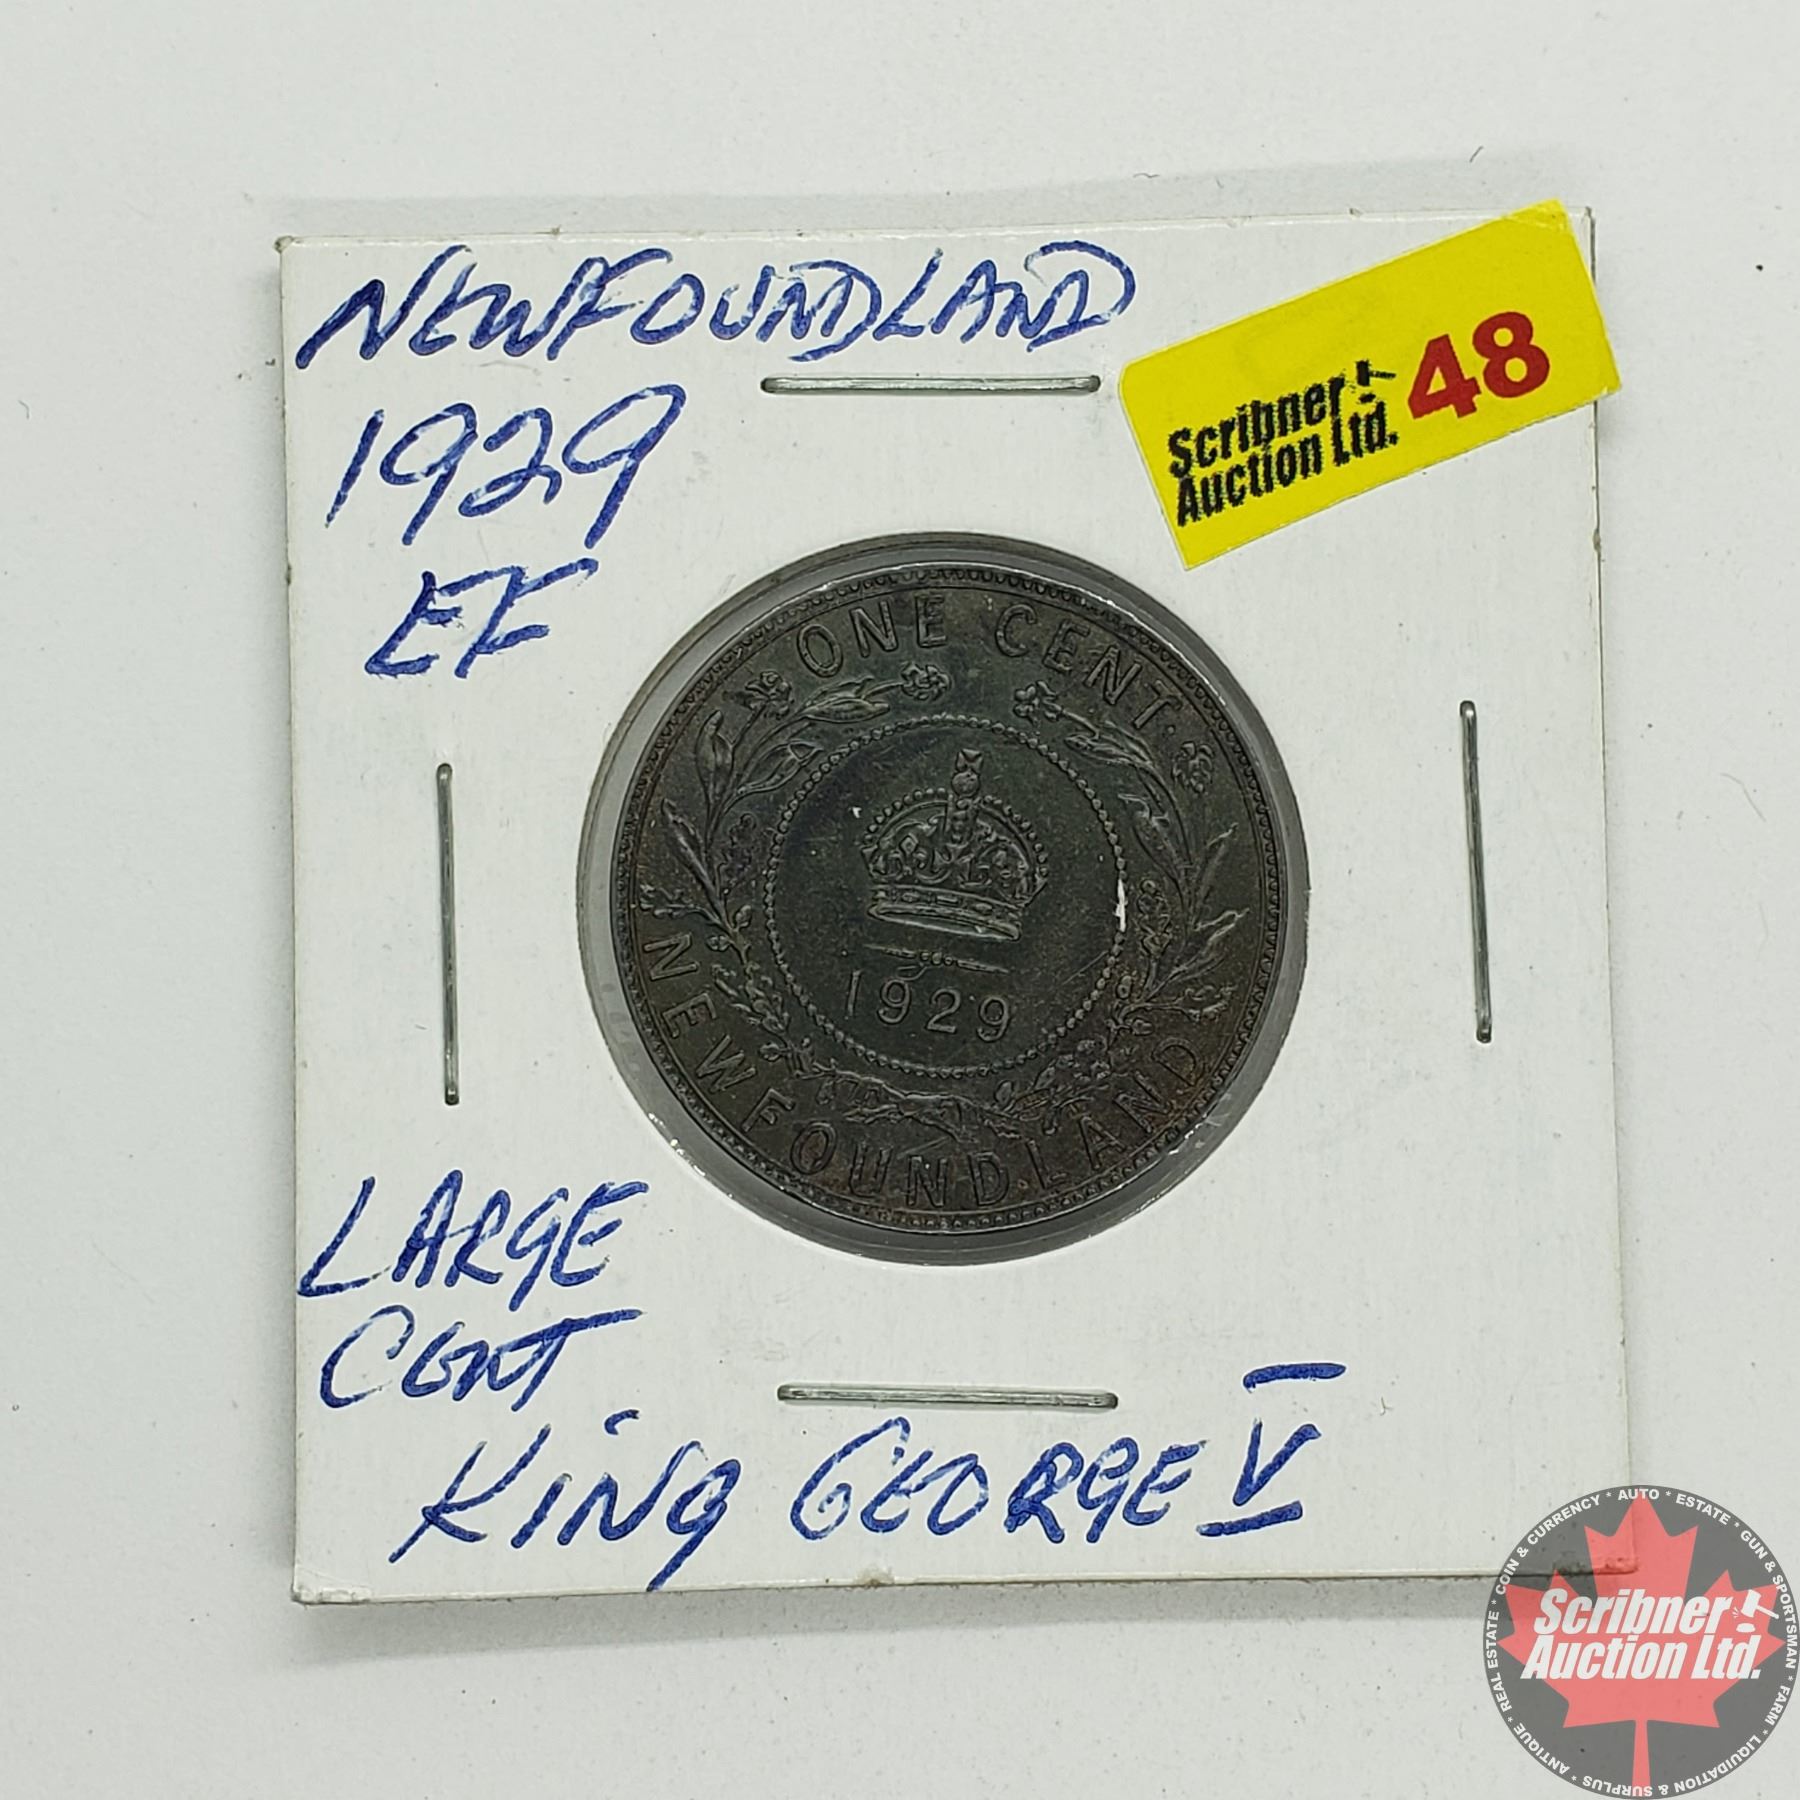 NEWFOUNDLAND
1929
EF
Scribner
Auction Ltd.
48
ONE CENT
1929
NEWFOUNDLAND
LARGE
CENT
KING GEORGE V
COIN & CURRENCY * AUTO * ESTATE * GUN & SPORTSMAN * FARM * LIQUIDATION & SURPLUS * ANTIQUE * REAL ESTATE *
Scribner
Auction Ltd.